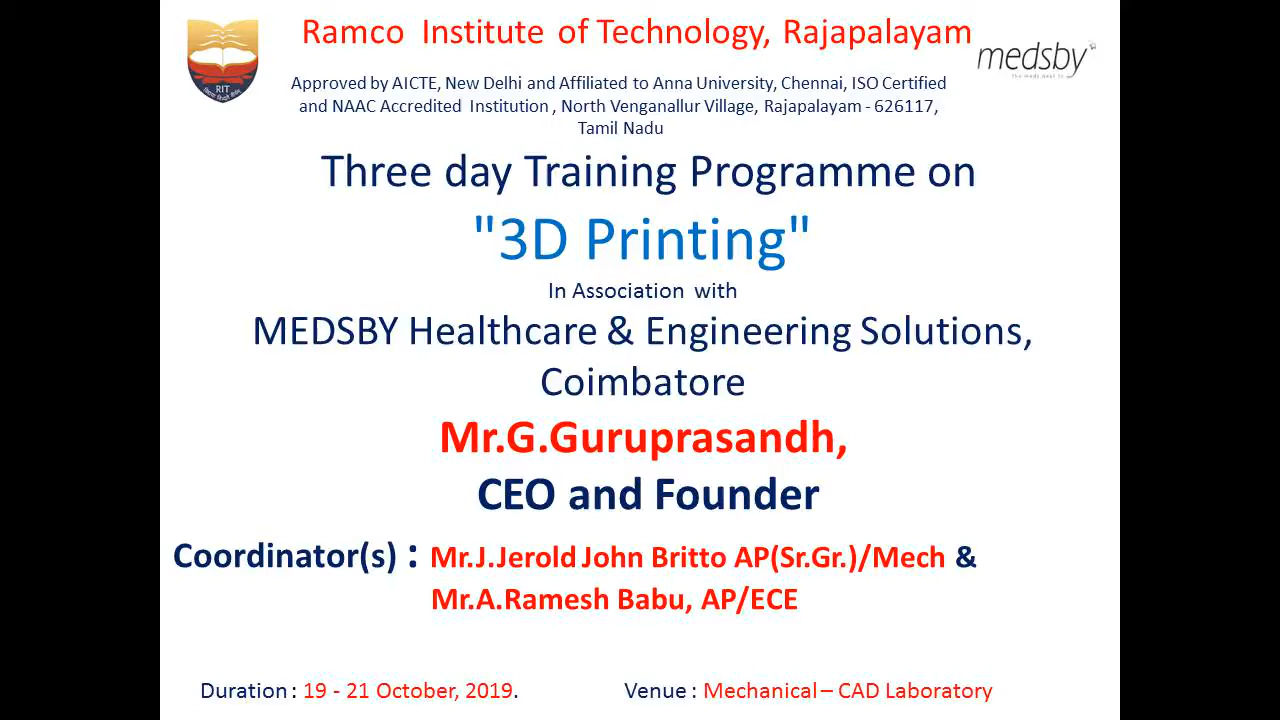 Ramco Institute of Technology, Rajapalayam
medsby
RIT
Approved by AICTE, New Delhi and Affiliated to Anna University, Chennai, ISO Certified
and NAAC Accredited Institution , North Venganallur Village, Rajapalayam - 626117,
Tamil Nadu
Three day Training Programme on
"3D Printing"
In Association with
MEDSBY Healthcare & Engineering Solutions,
Coimbatore
Mr.G.Guruprasandh,
CEO and Founder
Coordinator(s) : Mr.J.Jerold John Britto AP(Sr.Gr.)/Mech &
Mr.A.Ramesh Babu, AP/ECE
Duration : 19 - 21 October, 2019. Venue : Mechanical – CAD Laboratory